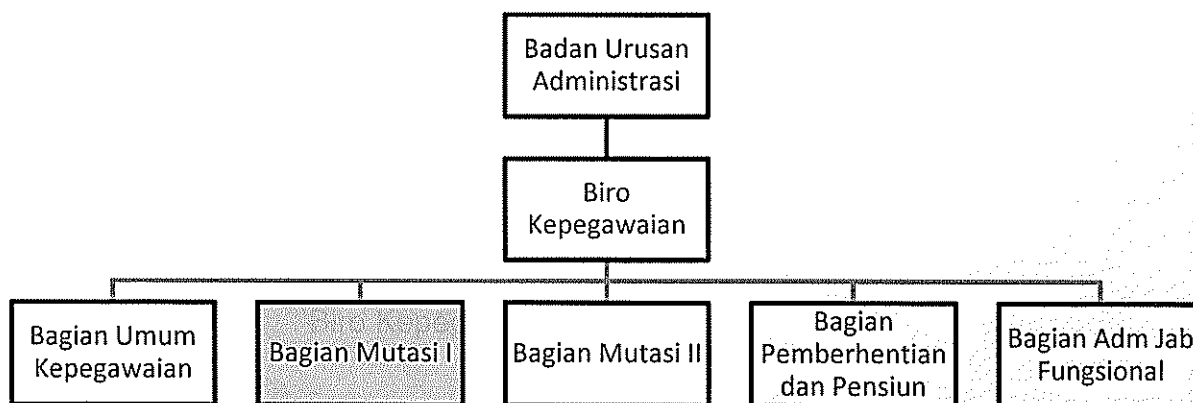 Badan Urusan
Administrasi
Biro
Kepegawaian
Bagian Umum
Kepegawaian
Bagian Mutasi I
Bagian Mutasi II
Bagian
Pemberhentian
dan Pensiun
Bagian Adm Jab
Fungsional